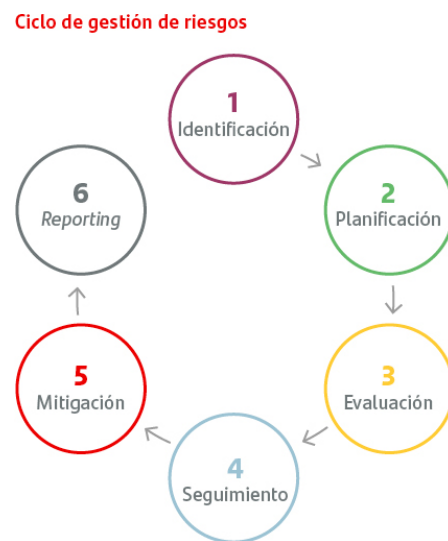 Ciclo de gestión de riesgos
1
Identificación
2
Planificación
3
Evaluación
4
Seguimiento
5
Mitigación
6
Reporting